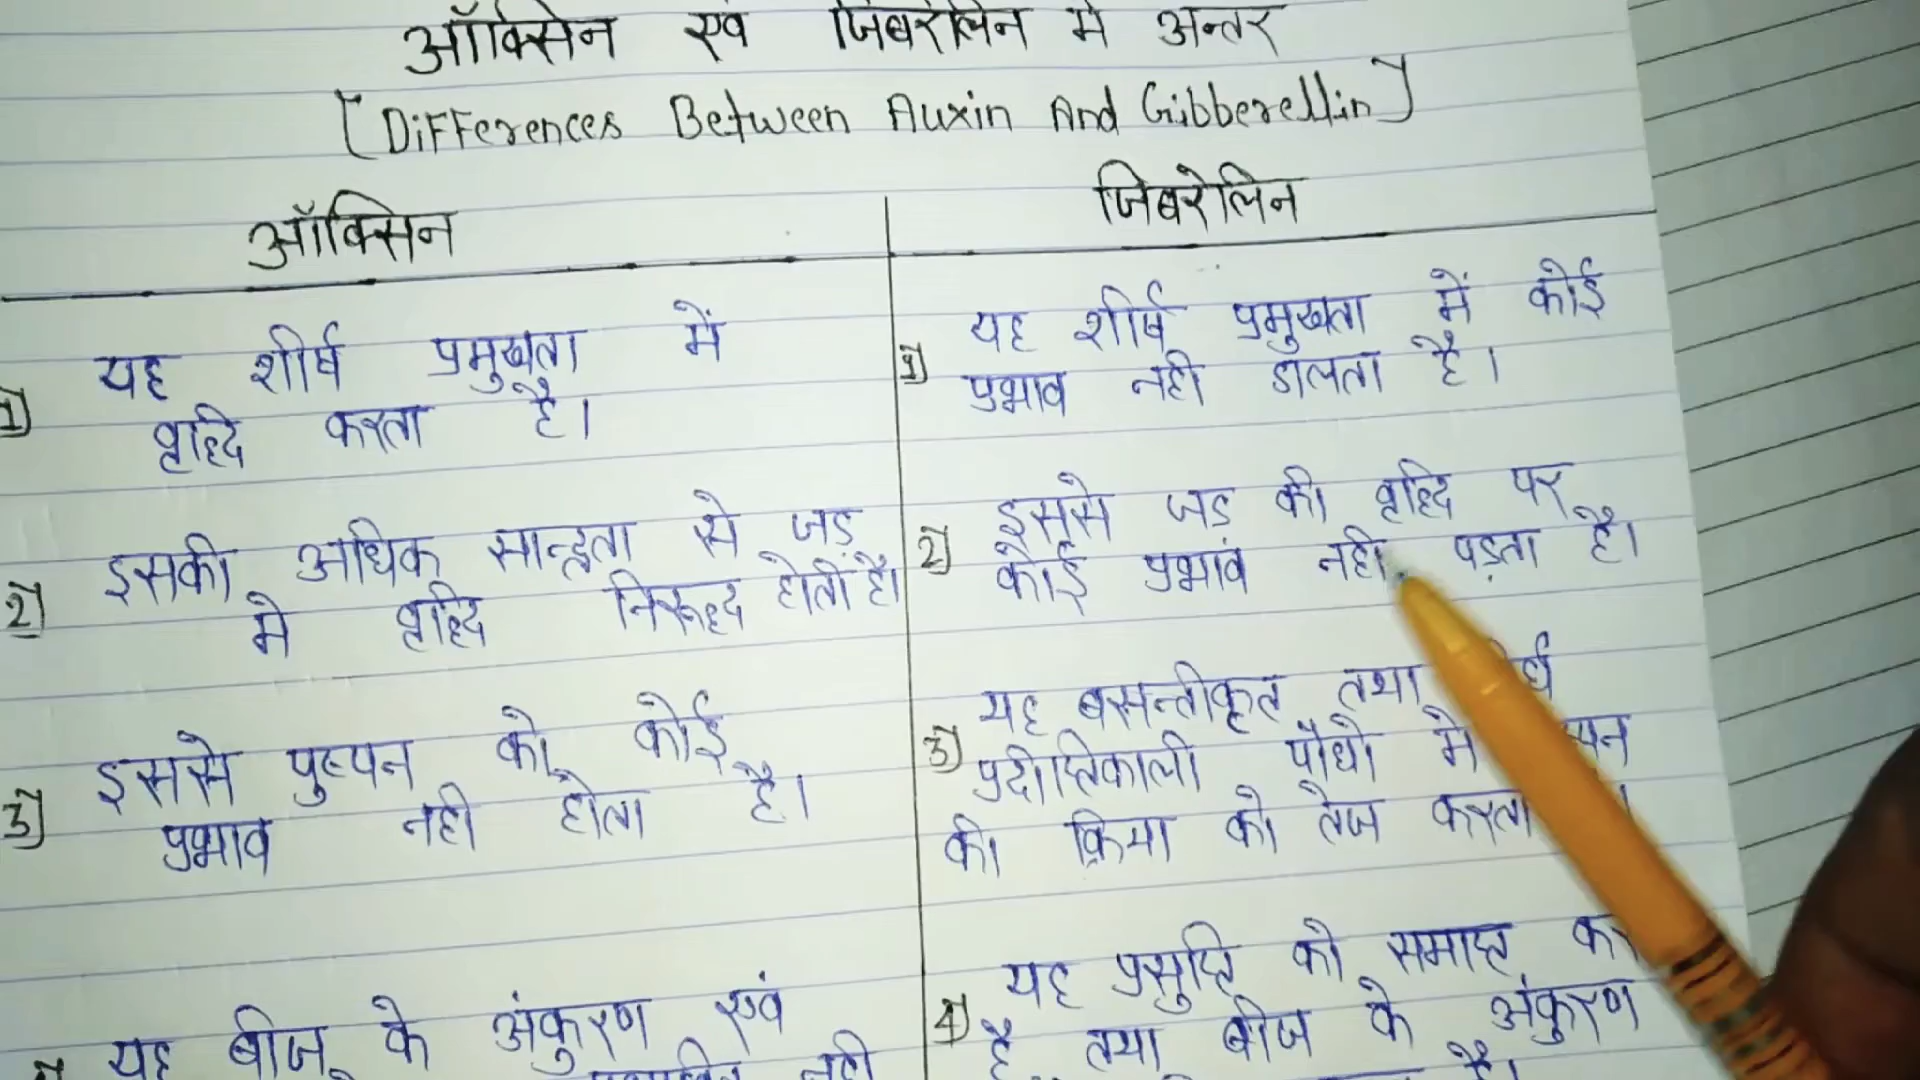 ऑक्सिन एवं जिबरेलिन में अन्तर
[Differences Between Auxin And Gibberellin]
ऑक्सिन
1) यह शीर्ष प्रमुखता में
वृद्धि करता है।
2) इसकी अधिक सान्द्रता से जड़
मे वृद्धि निरूद्ध होती है।
3) इससे पुष्पन को कोई
प्रभाव नही होता है।
यह बीज के अंकुरण एवं
नही
जिबरेलिन
1) यह शीर्ष प्रमुखता में कोई
प्रभाव नही डालता है।
2) इससे जड़ की वृद्धि पर
कोई प्रभाव नही पड़ता है।
3) यह बसन्तीकृत तथा
प्रदीप्तिकाली पौधो मे
की क्रिया को तेज करता
4) यह प्रसुप्ति को समाप्त
है तथा बीज के अंकुरण
है।